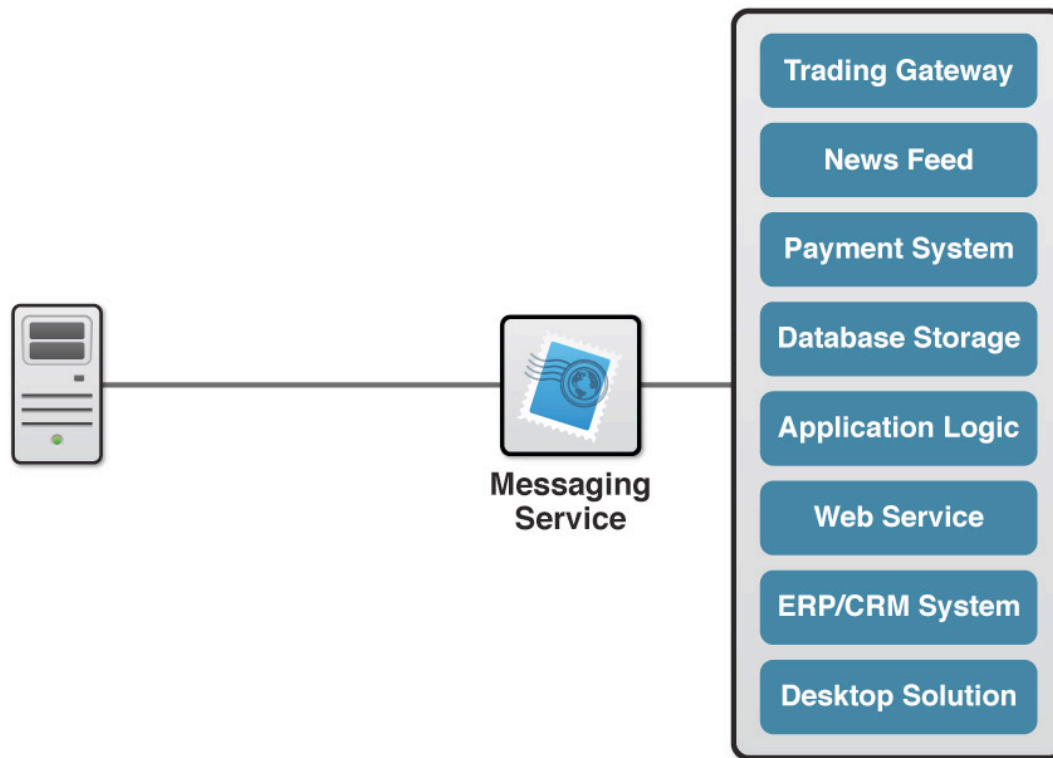 Trading Gateway
News Feed
Payment System
Database Storage
Application Logic
Web Service
ERP/CRM System
Desktop Solution
Messaging
Service